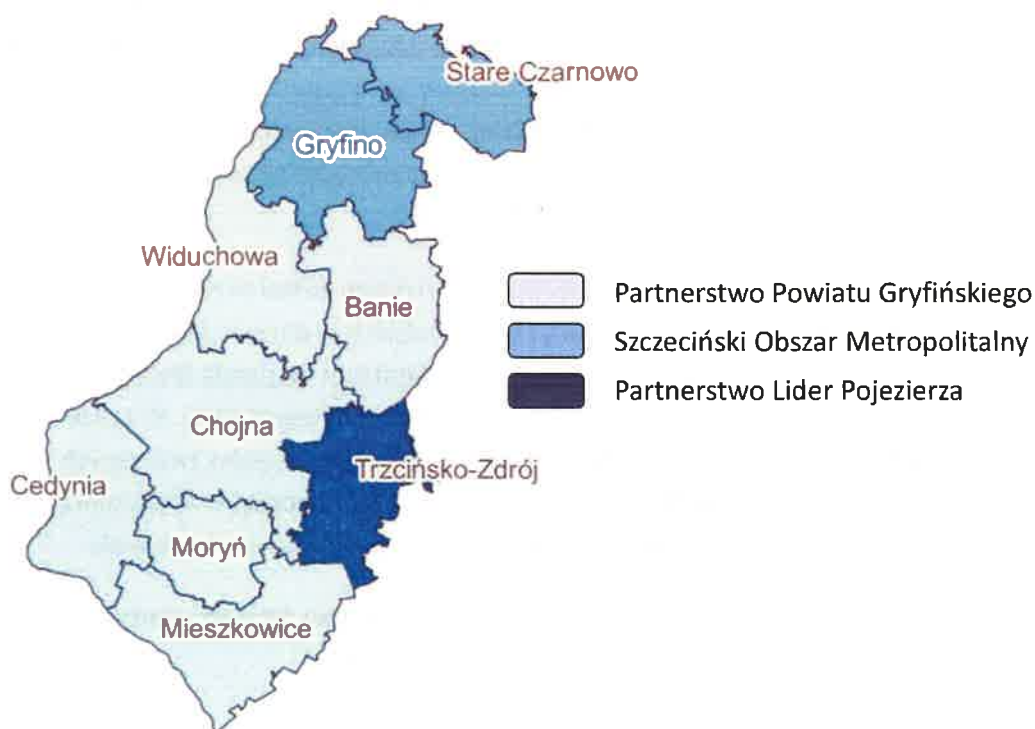 Stare Czarnowo
Gryfino
Widuchowa
Banie
Chojna
Trzcińsko-Zdrój
Cedynia
Moryń
Mieszkowice
Partnerstwo Powiatu Gryfińskiego
Szczeciński Obszar Metropolitalny
Partnerstwo Lider Pojezierza